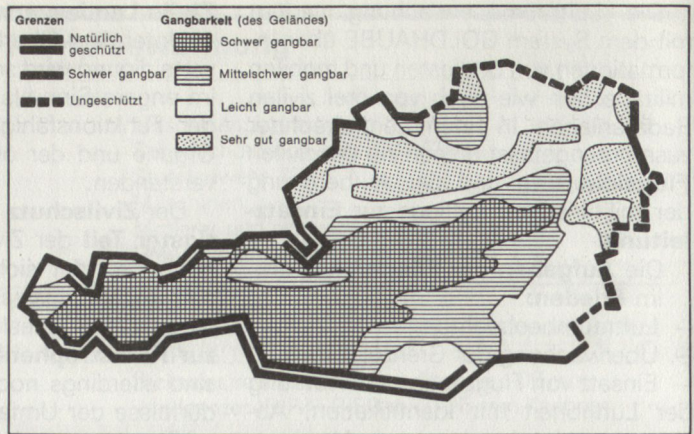 Grenzen
Natürlich
geschützt
Schwer gangbar
Ungeschützt
Gangbarkeit (des Geländes)
Schwer gangbar
Mittelschwer gangbar
Leicht gangbar
Sehr gut gangbar